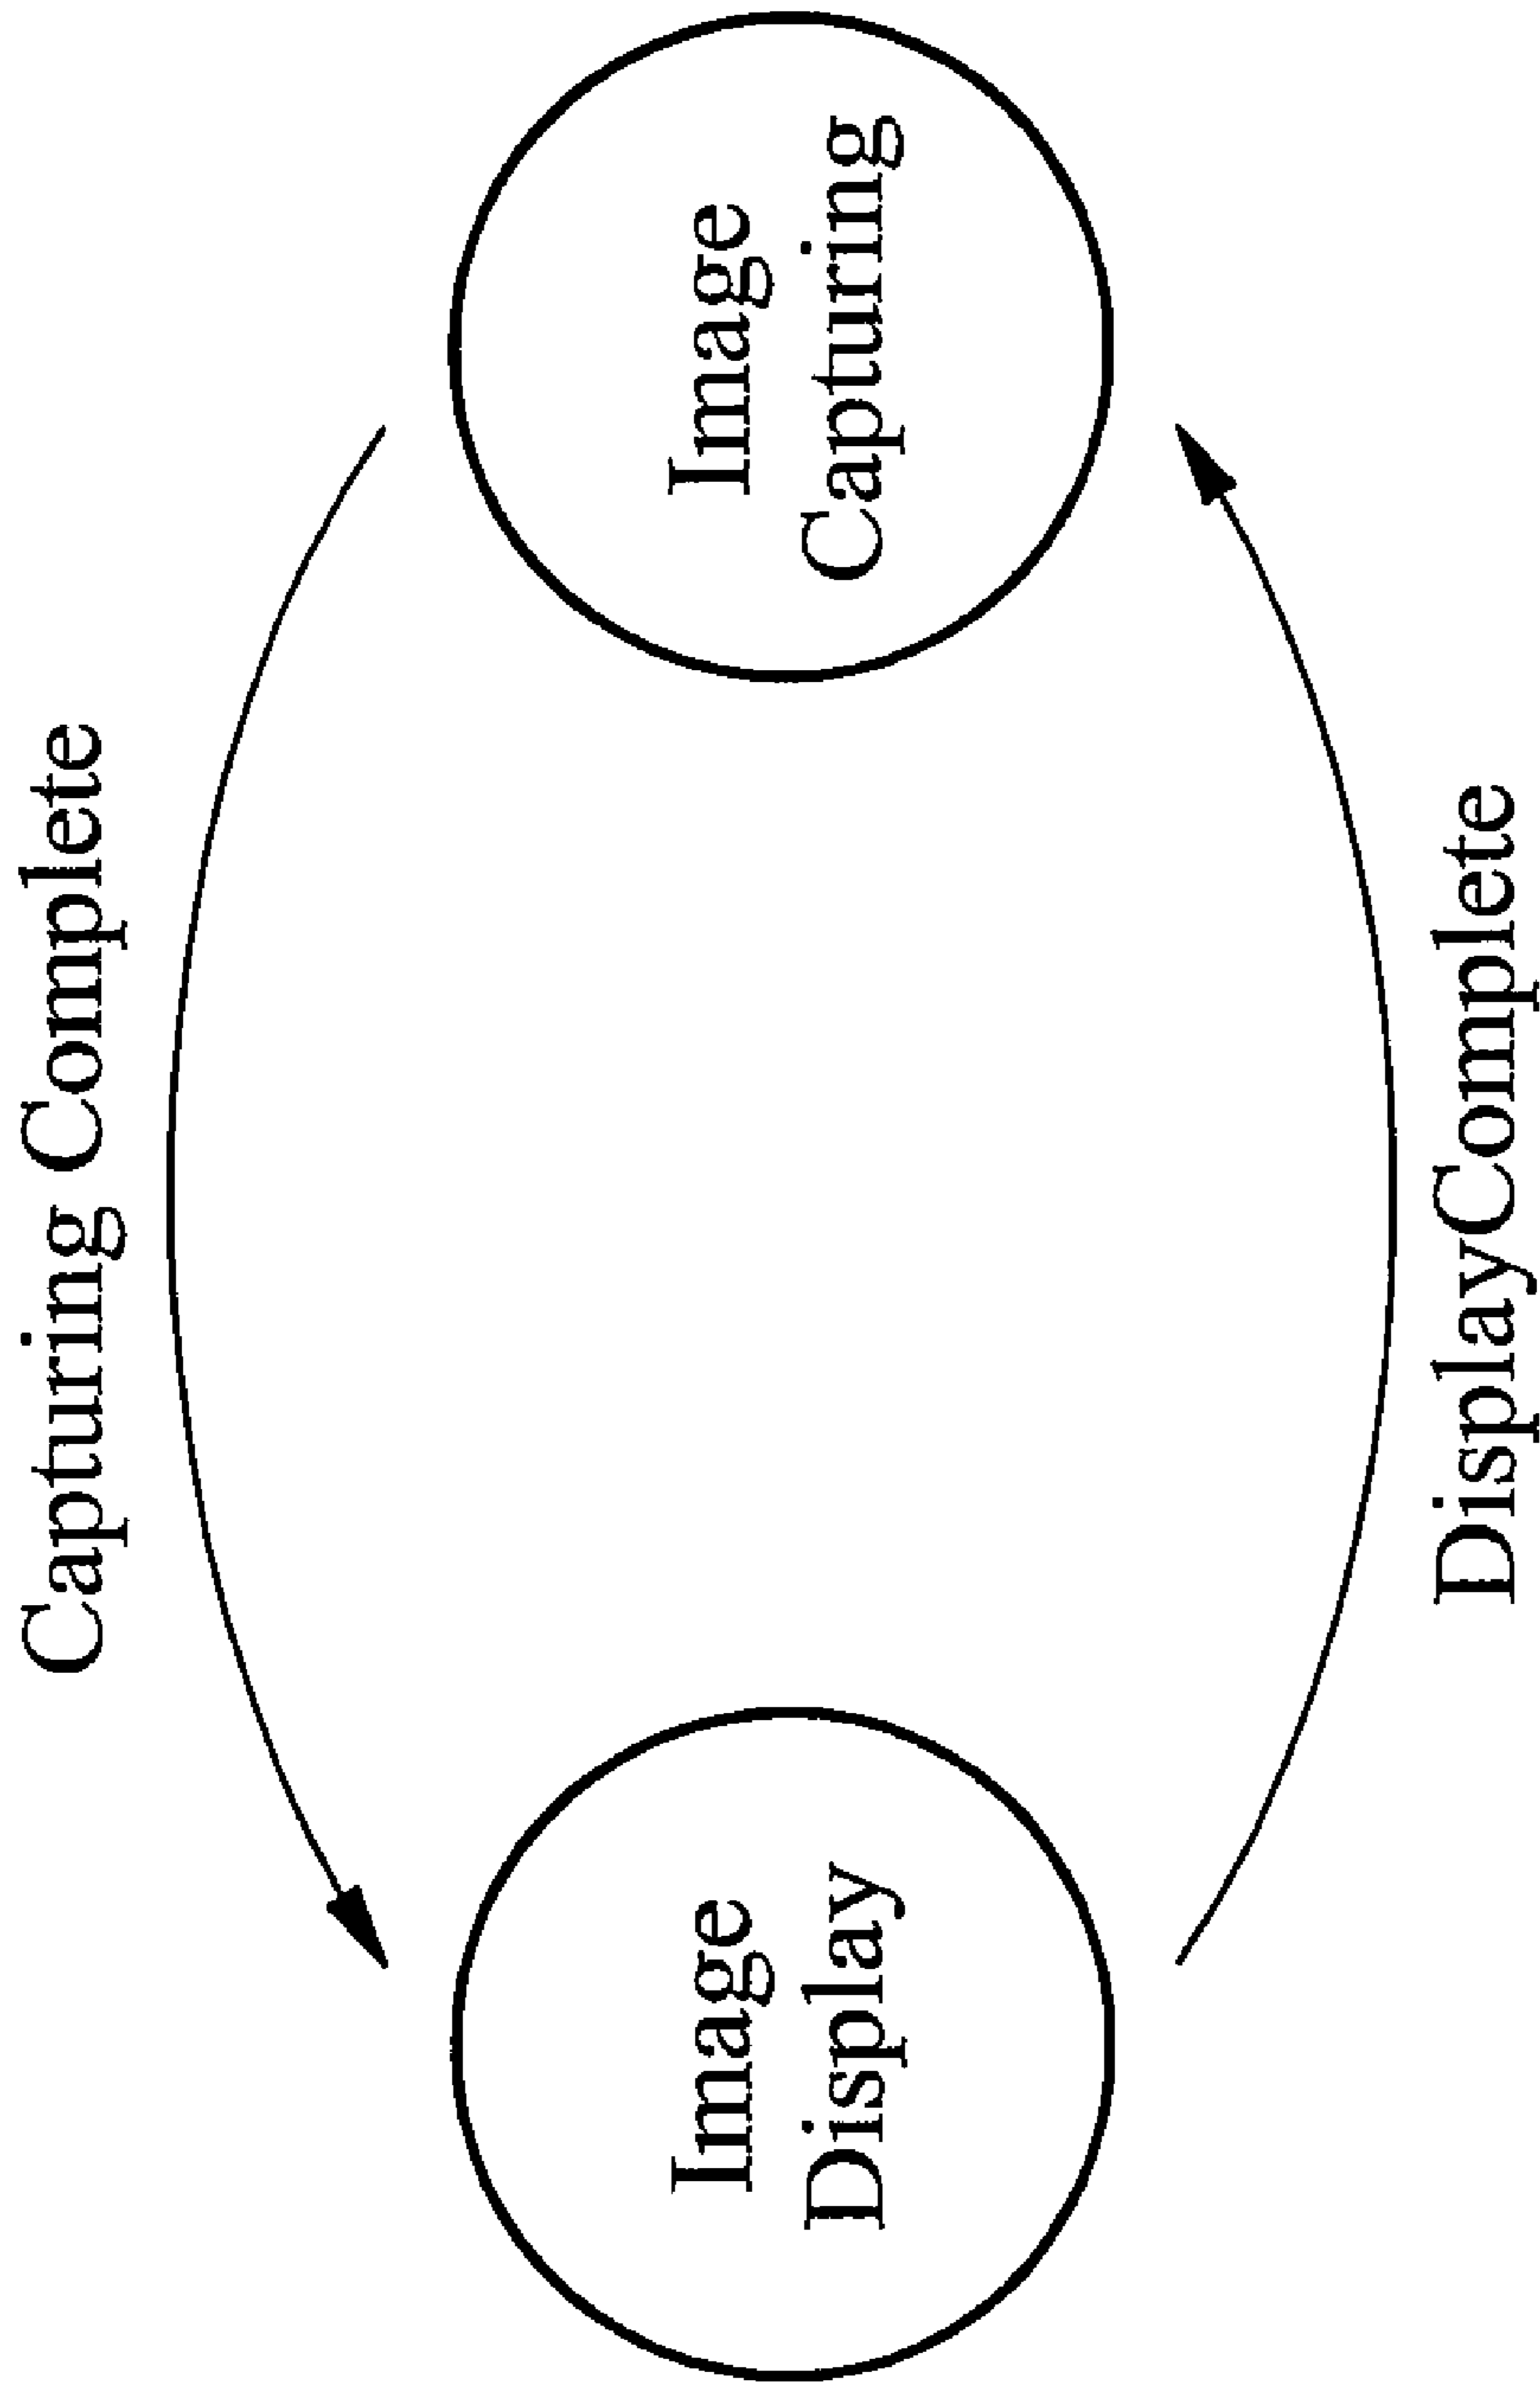 Capturing Complete
Image
Display
Image
Capturing
DisplayComplete